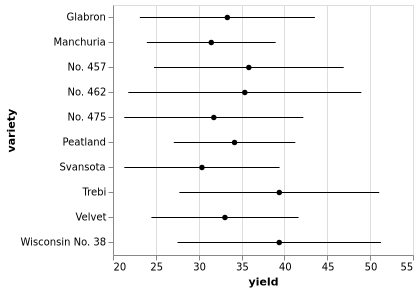 Glabron
Manchuria
No. 457
No. 462
No. 475
Peatland
Svansota
Trebi
Velvet
Wisconsin No. 38
variety
20 25 30 35 40 45 50 55
yield